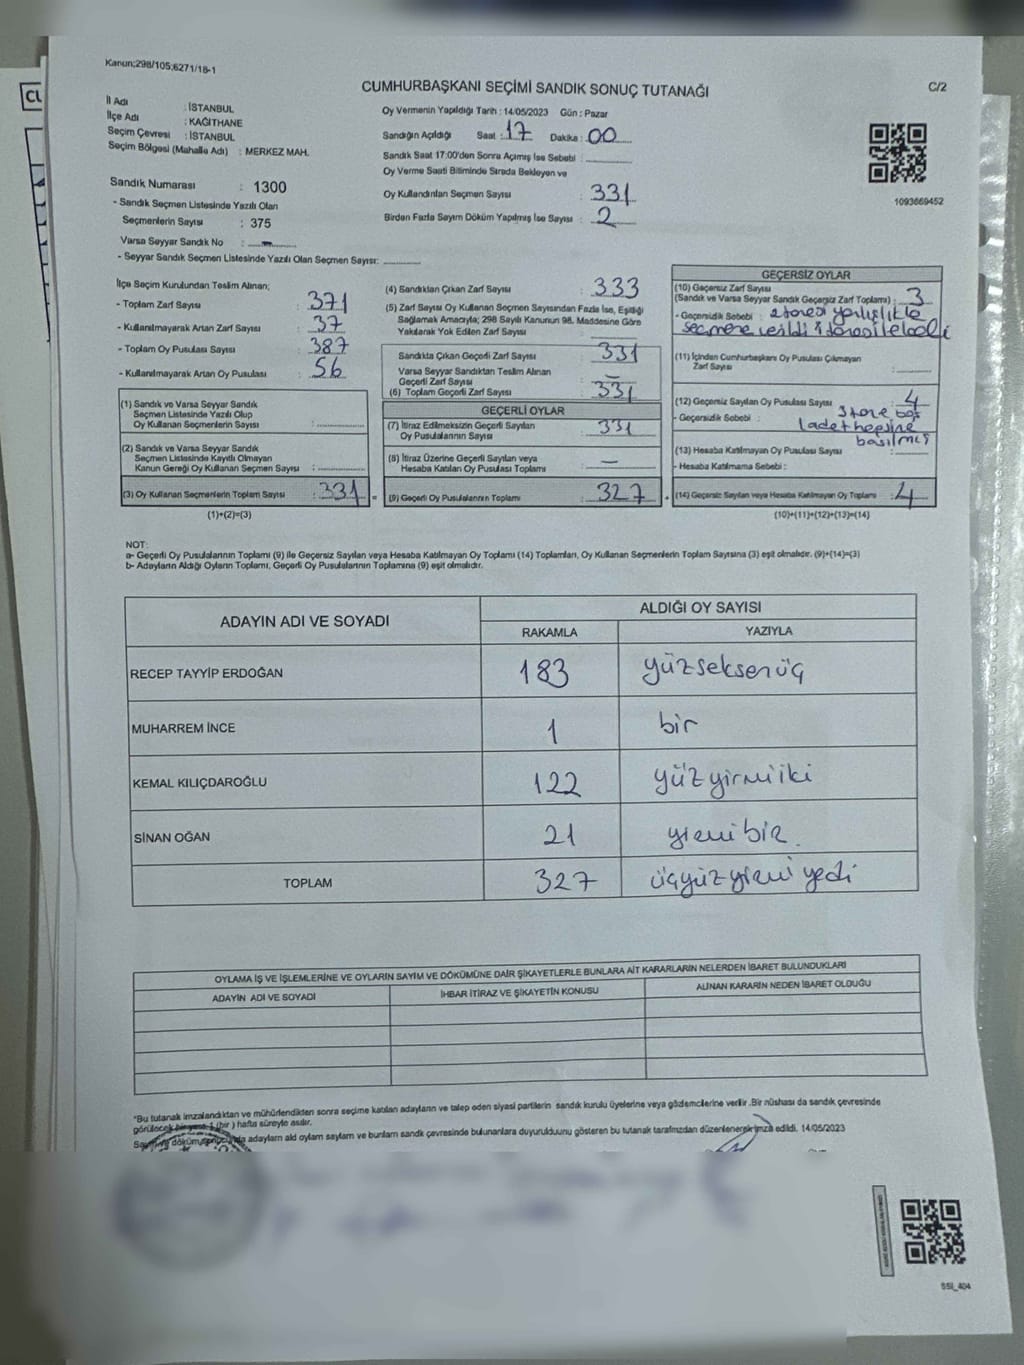 Kanun;298/105;6271/18-1
CUMHURBAŞKANI SEÇİMİ SANDIK SONUÇ TUTANAĞI
C/2
İl Adı : İSTANBUL
İlçe Adı : KAĞITHANE
Seçim Çevresi : İSTANBUL
Seçim Bölgesi (Mahalle Adı) : MERKEZ MAH.
Sandık Numarası : 1300
- Sandık Seçmen Listesinde Yazılı Olan
Seçmenlerin Sayısı : 375
Varsa Seyyar Sandık No :
- Seyyar Sandık Seçmen Listesinde Yazılı Olan Seçmen Sayısı:
Oy Vermenin Yapıldığı Tarih : 14/05/2023 Gün : Pazar
Sandığın Açıldığı Saat : 17 Dakika : 00
Sandık Saat 17:00'den Sonra Açımış İse Sebebi :
Oy Verme Saati Bitiminde Sırada Bekleyen ve
Oy Kullandırılan Seçmen Sayısı : 331
Birden Fazla Sayım Döküm Yapılmış İse Sayısı : 2
1093669452
İlçe Seçim Kurulundan Teslim Alınan;
- Toplam Zarf Sayısı : 371
- Kullanılmayarak Artan Zarf Sayısı : 37
- Toplam Oy Pusulası Sayısı : 387
- Kullanılmayarak Artan Oy Pusulası : 56
(1) Sandık ve Varsa Seyyar Sandık
Seçmen Listesinde Yazılı Olup
Oy Kullanan Seçmenlerin Sayısı :
(2) Sandık ve Varsa Seyyar Sandık
Seçmen Listesinde Kayıtlı Olmayan
Kanun Gereği Oy Kullanan Seçmen Sayısı :
(3) Oy Kullanan Seçmenlerin Toplam Sayısı : 331 =
(1)+(2)=(3)
(4) Sandıktan Çıkan Zarf Sayısı : 333
(5) Zarf Sayısı Oy Kullanan Seçmen Sayısından Fazla İse, Eşitliği
Sağlamak Amacıyla; 298 Sayılı Kanunun 98. Maddesine Göre
Yakılarak Yok Edilen Zarf Sayısı :
Sandıkta Çıkan Geçerli Zarf Sayısı : 331
Varsa Seyyar Sandıktan Teslim Alınan
Geçerli Zarf Sayısı : –
(6) Toplam Geçerli Zarf Sayısı : 331
GEÇERLİ OYLAR
(7) İtiraz Edilmeksizin Geçerli Sayılan
Oy Pusulalarının Sayısı : 331
(8) İtiraz Üzerine Geçerli Sayılan veya
Hesaba Katılan Oy Pusulası Toplamı : –
(9) Geçerli Oy Pusulalarının Toplamı : 327 +
GEÇERSİZ OYLAR
(10) Geçersiz Zarf Sayısı
(Sandık ve Varsa Seyyar Sandık Geçersiz Zarf Toplamı) : 3
- Geçersizlik Sebebi : yanlışlıkla
seçmene verildi
(11) İçinden Cumhurbaşkanı Oy Pusulası Çıkmayan
Zarf Sayısı :
(12) Geçersiz Sayılan Oy Pusulası Sayısı : 4
- Geçersizlik Sebebi : boş
1 adet hepsine
basılmış
(13) Hesaba Katılmayan Oy Pusulası Sayısı :
- Hesaba Katılmama Sebebi :
(14) Geçersiz Sayılan veya Hesaba Katılmayan Oy Toplamı : 4
(10)+(11)+(12)+(13)=(14)
NOT:
a- Geçerli Oy Pusulalarının Toplamı (9) ile Geçersiz Sayılan veya Hesaba Katılmayan Oy Toplamı (14) Toplamları, Oy Kullanan Seçmenlerin Toplam Sayısına (3) eşit olmalıdır. (9)+(14)=(3)
b- Adayların Aldığı Oyların Toplamı, Geçerli Oy Pusulalarının Toplamına (9) eşit olmalıdır.
ADAYIN ADI VE SOYADI
ALDIĞI OY SAYISI
RAKAMLA YAZIYLA
RECEP TAYYİP ERDOĞAN 183 yüzseksenüç
MUHARREM İNCE 1 bir
KEMAL KILIÇDAROĞLU 122 yüzyirmiiki
SİNAN OĞAN 21 yirmibir.
TOPLAM 327 üçyüzyirmi yedi
OYLAMA İŞ VE İŞLEMLERİNE VE OYLARIN SAYIM VE DÖKÜMÜNE DAİR ŞİKAYETLERLE BUNLARA AİT KARARLARIN NELERDEN İBARET BULUNDUKLARI
ADAYIN ADI VE SOYADI İHBAR İTİRAZ VE ŞİKAYETİN KONUSU ALINAN KARARIN NEDEN İBARET OLDUĞU
*Bu tutanak imzalandıktan ve mühürlendikten sonra seçime katılan adayların ve talep eden siyasi partilerin sandık kurulu üyelerine veya gözlemcilerine verilir .Bir nüshası da sandık çevresinde
görülecek bir yere 1 (bir ) hafta süreyle asılır.
adayların ald oyların sayıları ve bunların sandık çevresinde bulunanlara duyurulduğunu gösteren bu tutanak tarafımızdan düzenlenerek imza edildi. 14/05/2023
SSI_404